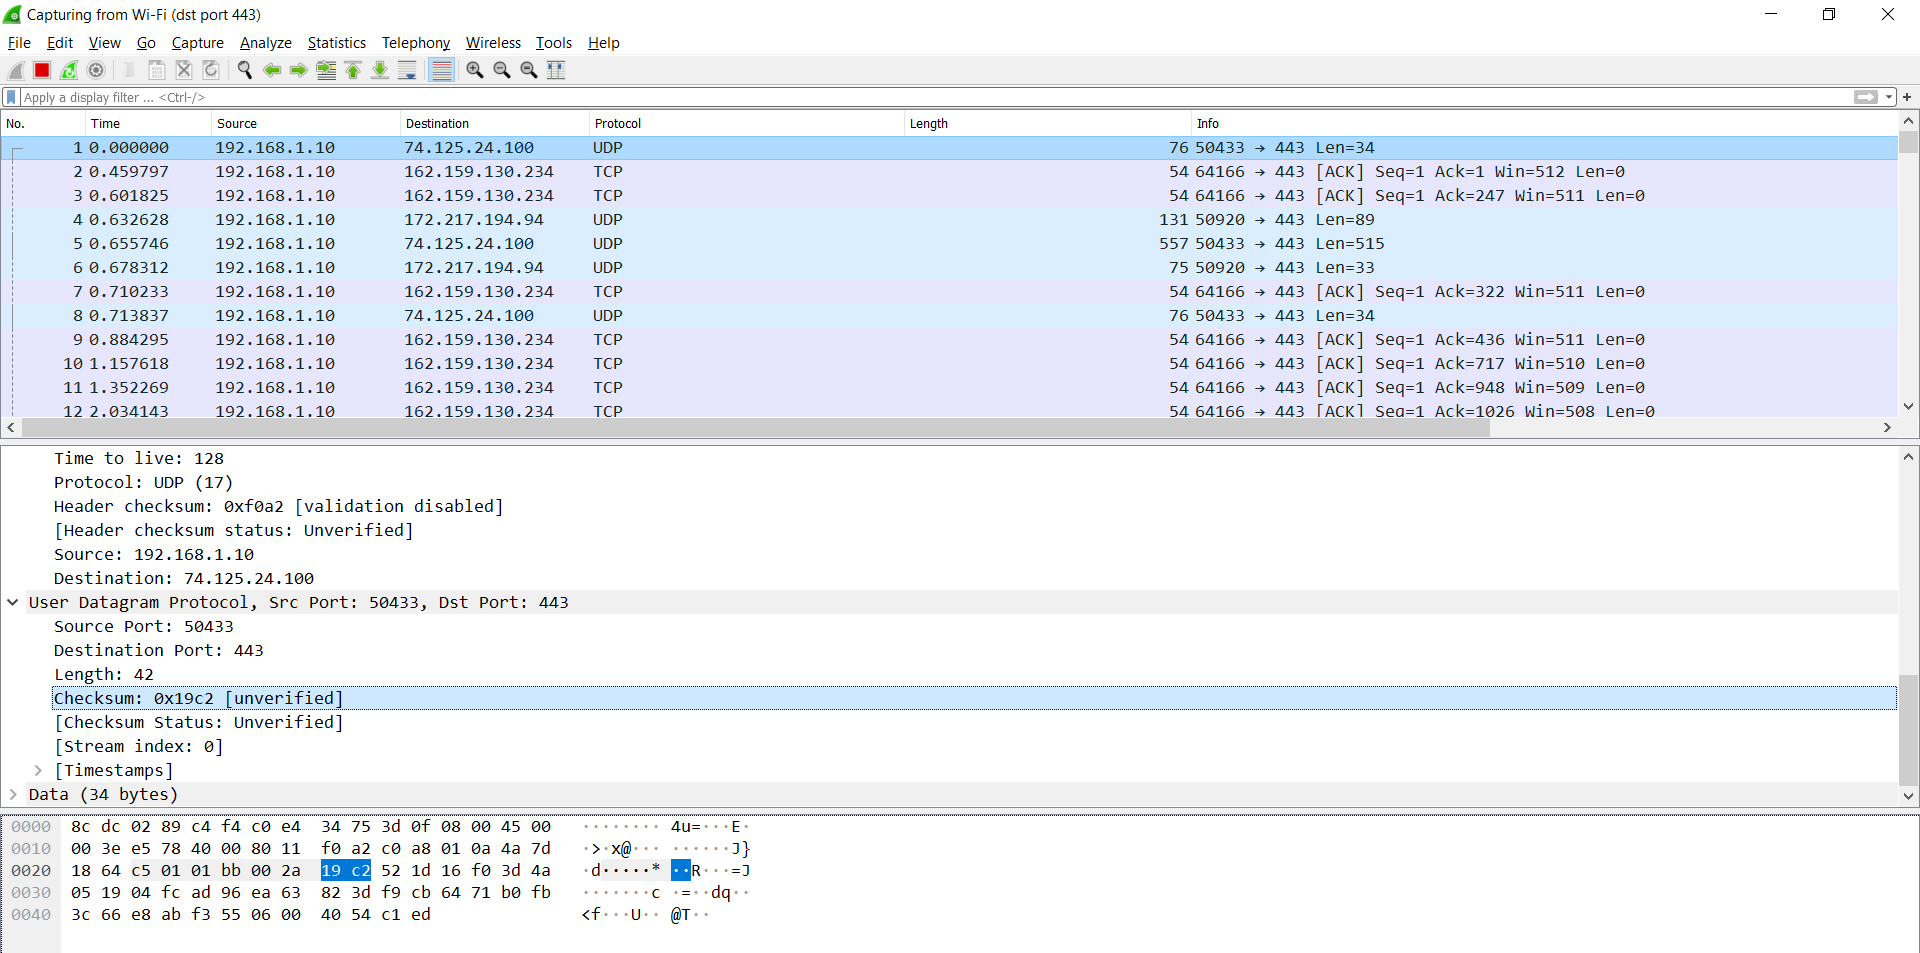 Capturing from Wi-Fi (dst port 443)
File Edit View Go Capture Analyze Statistics Telephony Wireless Tools Help
Apply a display filter ... <Ctrl-/>
No. Time Source Destination Protocol Length Info
1 0.000000 192.168.1.10 74.125.24.100 UDP 76 50433 → 443 Len=34
2 0.459797 192.168.1.10 162.159.130.234 TCP 54 64166 → 443 [ACK] Seq=1 Ack=1 Win=512 Len=0
3 0.601825 192.168.1.10 162.159.130.234 TCP 54 64166 → 443 [ACK] Seq=1 Ack=247 Win=511 Len=0
4 0.632628 192.168.1.10 172.217.194.94 UDP 131 50920 → 443 Len=89
5 0.655746 192.168.1.10 74.125.24.100 UDP 557 50433 → 443 Len=515
6 0.678312 192.168.1.10 172.217.194.94 UDP 75 50920 → 443 Len=33
7 0.710233 192.168.1.10 162.159.130.234 TCP 54 64166 → 443 [ACK] Seq=1 Ack=322 Win=511 Len=0
8 0.713837 192.168.1.10 74.125.24.100 UDP 76 50433 → 443 Len=34
9 0.884295 192.168.1.10 162.159.130.234 TCP 54 64166 → 443 [ACK] Seq=1 Ack=436 Win=511 Len=0
10 1.157618 192.168.1.10 162.159.130.234 TCP 54 64166 → 443 [ACK] Seq=1 Ack=717 Win=510 Len=0
11 1.352269 192.168.1.10 162.159.130.234 TCP 54 64166 → 443 [ACK] Seq=1 Ack=948 Win=509 Len=0
12 2.034143 192.168.1.10 162.159.130.234 TCP 54 64166 → 443 [ACK] Seq=1 Ack=1026 Win=508 Len=0
Time to live: 128
Protocol: UDP (17)
Header checksum: 0xf0a2 [validation disabled]
[Header checksum status: Unverified]
Source: 192.168.1.10
Destination: 74.125.24.100
User Datagram Protocol, Src Port: 50433, Dst Port: 443
Source Port: 50433
Destination Port: 443
Length: 42
Checksum: 0x19c2 [unverified]
[Checksum Status: Unverified]
[Stream index: 0]
[Timestamps]
Data (34 bytes)
0000 8c dc 02 89 c4 f4 c0 e4 34 75 3d 0f 08 00 45 00 ········ 4u=···E·
0010 00 3e e5 78 40 00 80 11 f0 a2 c0 a8 01 0a 4a 7d ·>·x@··· ······J}
0020 18 64 c5 01 01 bb 00 2a 19 c2 52 1d 16 f0 3d 4a ·d·····* ··R···=J
0030 05 19 04 fc ad 96 ea 63 82 3d f9 cb 64 71 b0 fb ·······c ·=··dq··
0040 3c 66 e8 ab f3 55 06 00 40 54 c1 ed <f···U·· @T··